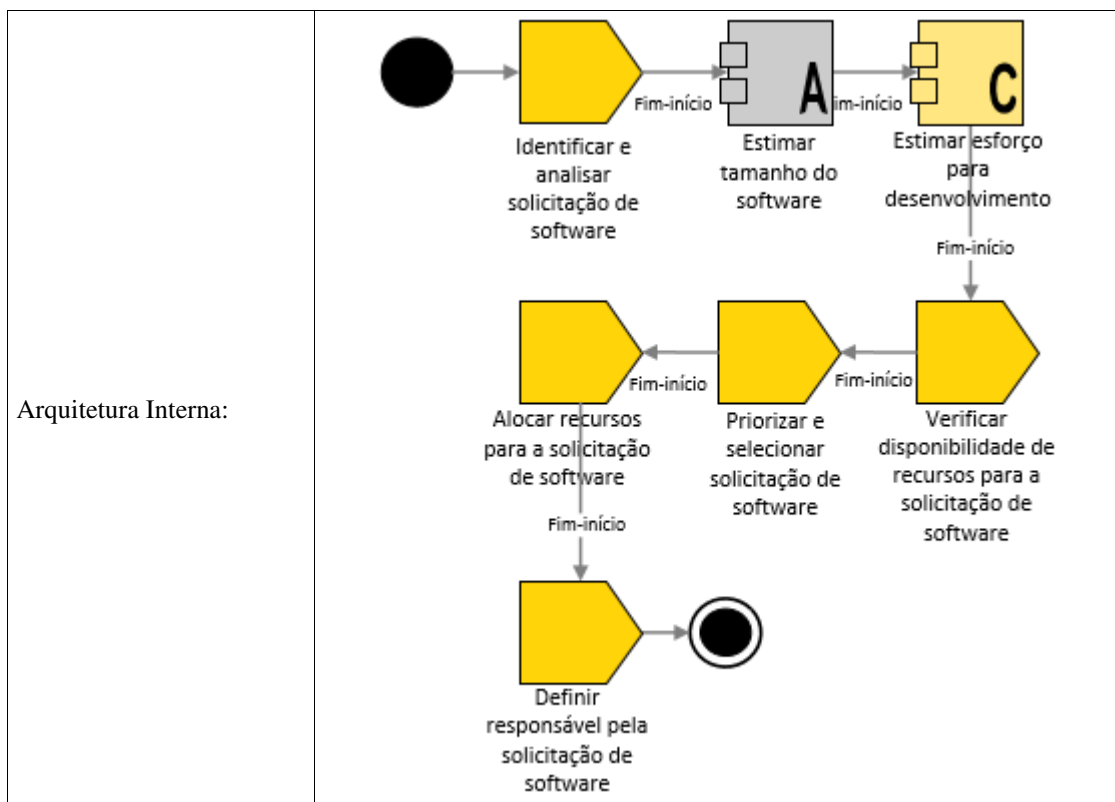 Arquitetura Interna:
A
C
Fim-início
im-início
Identificar e
analisar
solicitação de
software
Estimar
tamanho do
software
Estimar esforço
para
desenvolvimento
Fim-início
Fim-início
Fim-início
Alocar recursos
para a solicitação
de software
Priorizar e
selecionar
solicitação de
software
Verificar
disponibilidade de
recursos para a
solicitação de
software
Fim-início
Definir
responsável pela
solicitação de
software